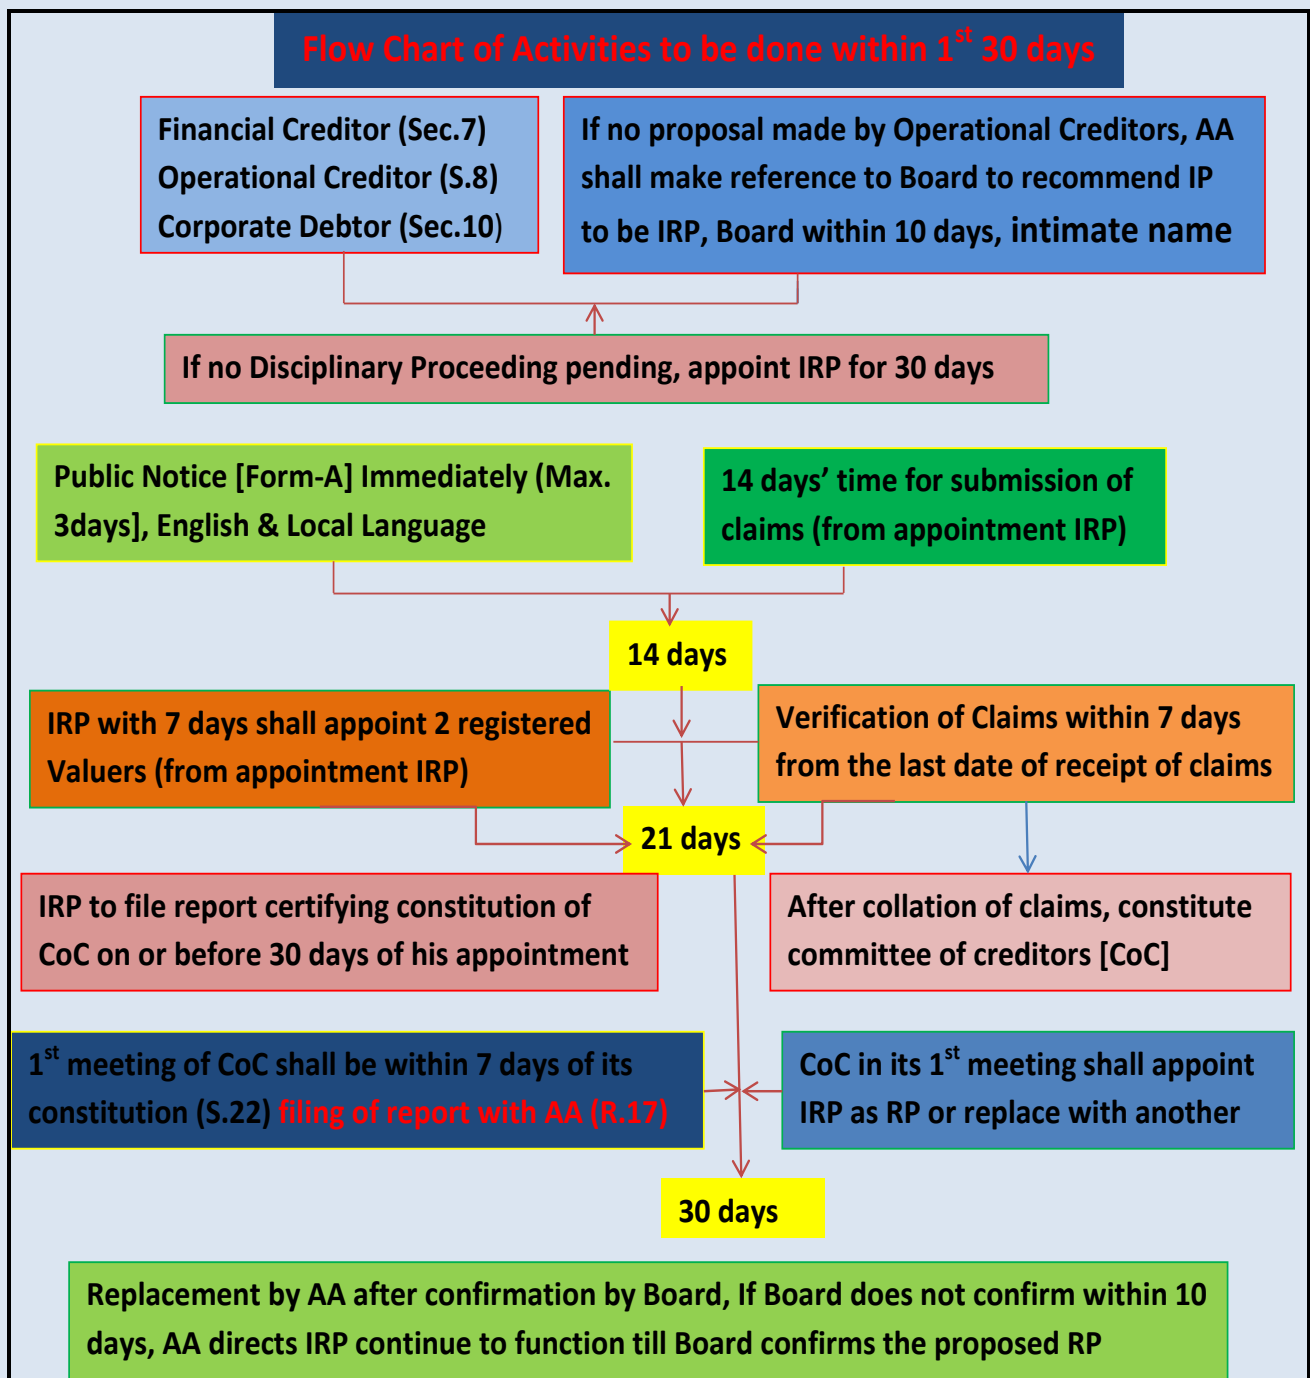 Flow Chart of Activities to be done within 1st 30 days
Financial Creditor (Sec.7)
Operational Creditor (S.8)
Corporate Debtor (Sec.10)
If no proposal made by Operational Creditors, AA
shall make reference to Board to recommend IP
to be IRP, Board within 10 days, intimate name
If no Disciplinary Proceeding pending, appoint IRP for 30 days
Public Notice [Form-A] Immediately (Max.
3days], English & Local Language
14 days’ time for submission of
claims (from appointment IRP)
14 days
IRP with 7 days shall appoint 2 registered
Valuers (from appointment IRP)
Verification of Claims within 7 days
from the last date of receipt of claims
21 days
IRP to file report certifying constitution of
CoC on or before 30 days of his appointment
After collation of claims, constitute
committee of creditors [CoC]
1st meeting of CoC shall be within 7 days of its
constitution (S.22) filing of report with AA (R.17)
CoC in its 1st meeting shall appoint
IRP as RP or replace with another
30 days
Replacement by AA after confirmation by Board, If Board does not confirm within 10
days, AA directs IRP continue to function till Board confirms the proposed RP